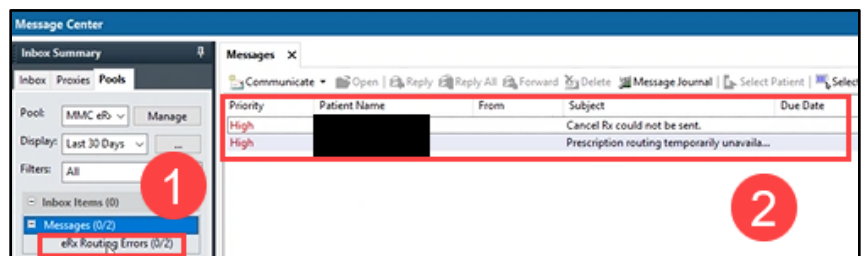 Message Center
Inbox Summary
Messages ×
Inbox Proxies Pools
Communicate Open Reply Reply All Forward Delete Message Journal Select Patient Selec
Priority Patient Name From Subject Due Date
Pool: MMC eRx Manage
High Cancel Rx could not be sent.
Display: Last 30 Days ...
High Prescription routing temporarily unavaila...
Filters: All
1
2
Inbox Items (0)
Messages (0/2)
eRx Routing Errors (0/2)